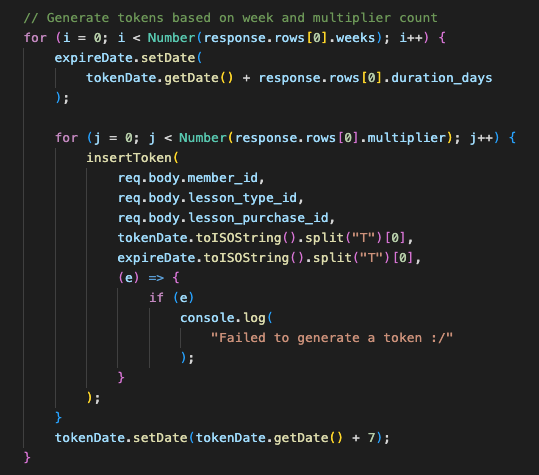 // Generate tokens based on week and multiplier count
for (i = 0; i < Number(response.rows[0].weeks); i++) {
    expireDate.setDate(
        tokenDate.getDate() + response.rows[0].duration_days
    );

    for (j = 0; j < Number(response.rows[0].multiplier); j++) {
        insertToken(
            req.body.member_id,
            req.body.lesson_type_id,
            req.body.lesson_purchase_id,
            tokenDate.toISOString().split("T")[0],
            expireDate.toISOString().split("T")[0],
            (e) => {
                if (e)
                    console.log(
                        "Failed to generate a token :/"
                    );
            }
        );
    }
    tokenDate.setDate(tokenDate.getDate() + 7);
}